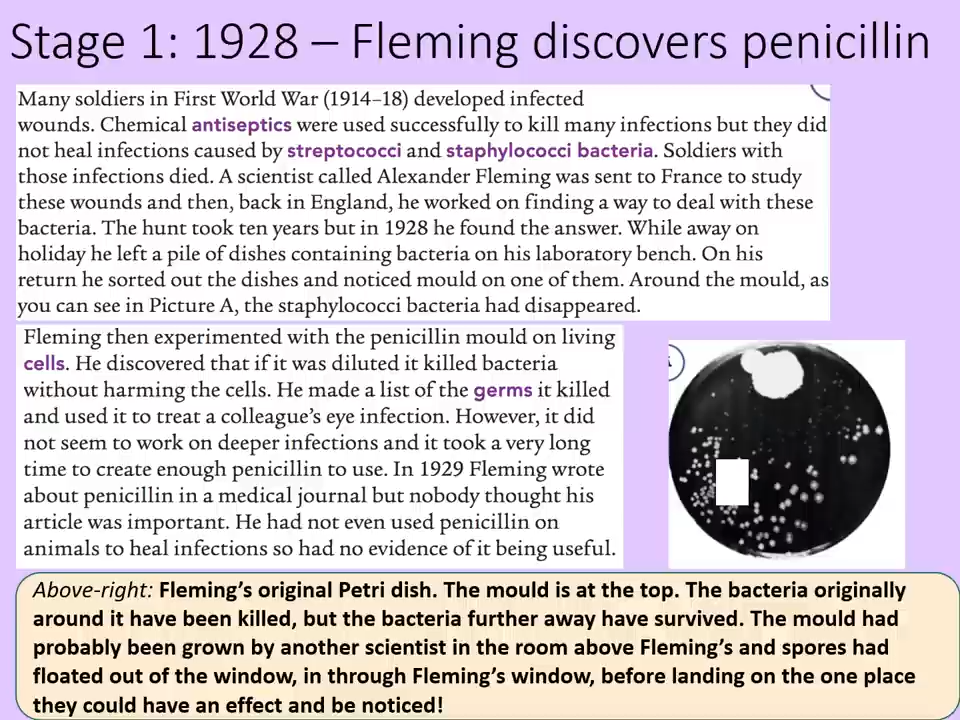 Stage 1: 1928 – Fleming discovers penicillin
Many soldiers in First World War (1914–18) developed infected
wounds. Chemical antiseptics were used successfully to kill many infections but they did
not heal infections caused by streptococci and staphylococci bacteria. Soldiers with
those infections died. A scientist called Alexander Fleming was sent to France to study
these wounds and then, back in England, he worked on finding a way to deal with these
bacteria. The hunt took ten years but in 1928 he found the answer. While away on
holiday he left a pile of dishes containing bacteria on his laboratory bench. On his
return he sorted out the dishes and noticed mould on one of them. Around the mould, as
you can see in Picture A, the staphylococci bacteria had disappeared.
Fleming then experimented with the penicillin mould on living
cells. He discovered that if it was diluted it killed bacteria
without harming the cells. He made a list of the germs it killed
and used it to treat a colleague's eye infection. However, it did
not seem to work on deeper infections and it took a very long
time to create enough penicillin to use. In 1929 Fleming wrote
about penicillin in a medical journal but nobody thought his
article was important. He had not even used penicillin on
animals to heal infections so had no evidence of it being useful.
Above-right: Fleming's original Petri dish. The mould is at the top. The bacteria originally
around it have been killed, but the bacteria further away have survived. The mould had
probably been grown by another scientist in the room above Fleming's and spores had
floated out of the window, in through Fleming's window, before landing on the one place
they could have an effect and be noticed!